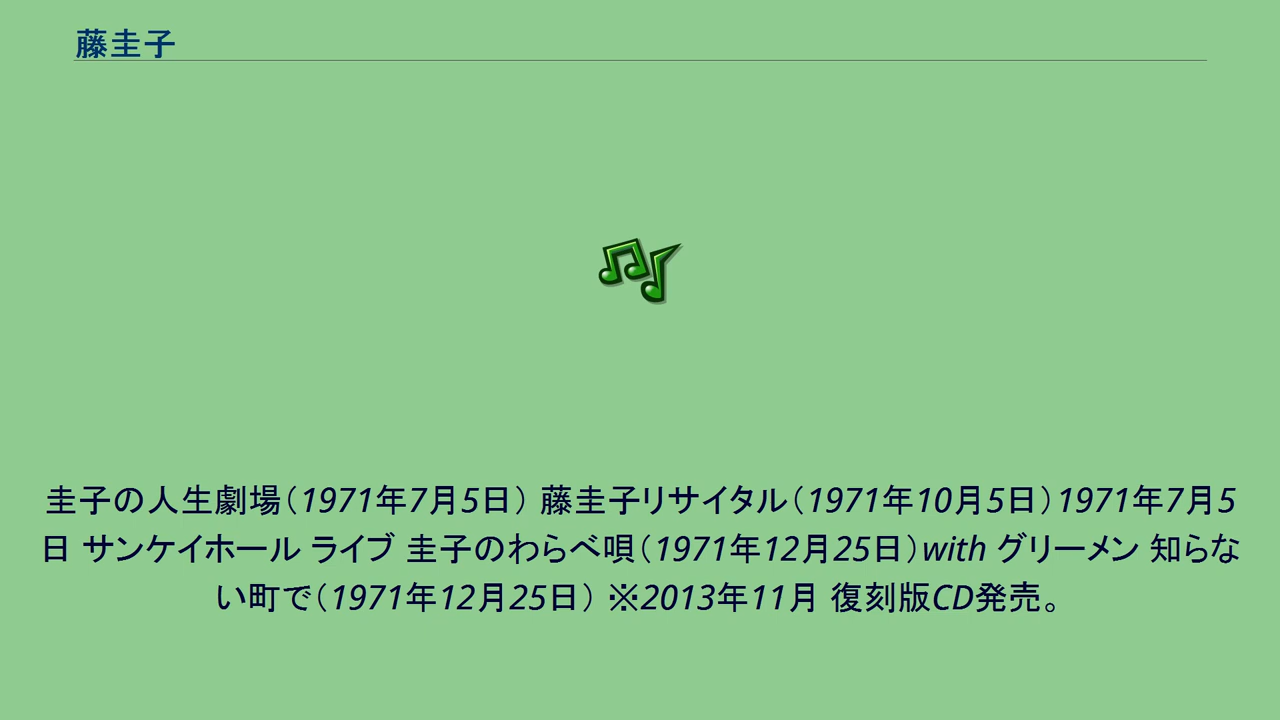 藤圭子
圭子の人生劇場（1971年7月5日） 藤圭子リサイタル（1971年10月5日）1971年7月5
日 サンケイホール ライブ 圭子のわらべ唄（1971年12月25日）with グリーメン 知らな
い町で（1971年12月25日） ※2013年11月 復刻版CD発売。